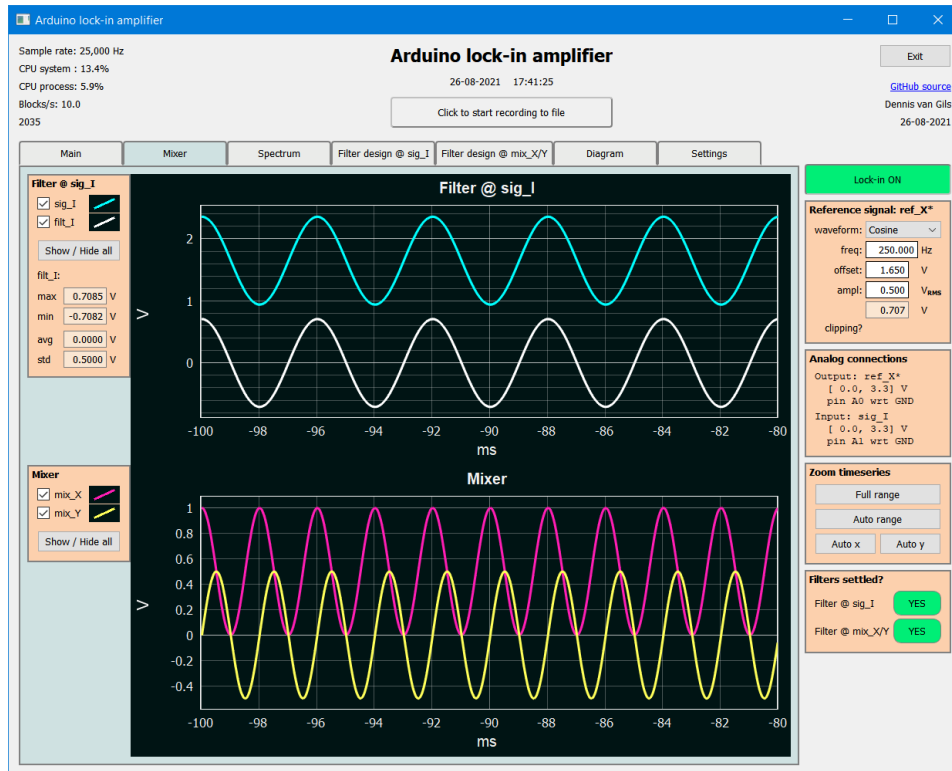 Arduino lock-in amplifier
Sample rate: 25,000 Hz
CPU system : 13.4%
CPU process: 5.9%
Blocks/s: 10.0
2035
Arduino lock-in amplifier
26-08-2021 17:41:25
Click to start recording to file
Exit
GitHub source
Dennis van Gils
26-08-2021
Main Mixer Spectrum Filter design @ sig_I Filter design @ mix_X/Y Diagram Settings
Filter @ sig_I
sig_I
filt_I
Show / Hide all
filt_I:
max 0.7085 V
min -0.7082 V
avg 0.0000 V
std 0.5000 V
Filter @ sig_I
2
1
0
V
-100 -98 -96 -94 -92 -90 -88 -86 -84 -82 -80
ms
Mixer
mix_X
mix_Y
Show / Hide all
Mixer
1
0.8
0.6
0.4
0.2
0
-0.2
-0.4
V
-100 -98 -96 -94 -92 -90 -88 -86 -84 -82 -80
ms
Lock-in ON
Reference signal: ref_X*
waveform: Cosine
freq: 250.000 Hz
offset: 1.650 V
ampl: 0.500 VRMS
0.707 V
clipping?
Analog connections
Output: ref_X*
[ 0.0, 3.3] V
pin A0 wrt GND
Input: sig_I
[ 0.0, 3.3] V
pin A1 wrt GND
Zoom timeseries
Full range
Auto range
Auto x Auto y
Filters settled?
Filter @ sig_I YES
Filter @ mix_X/Y YES